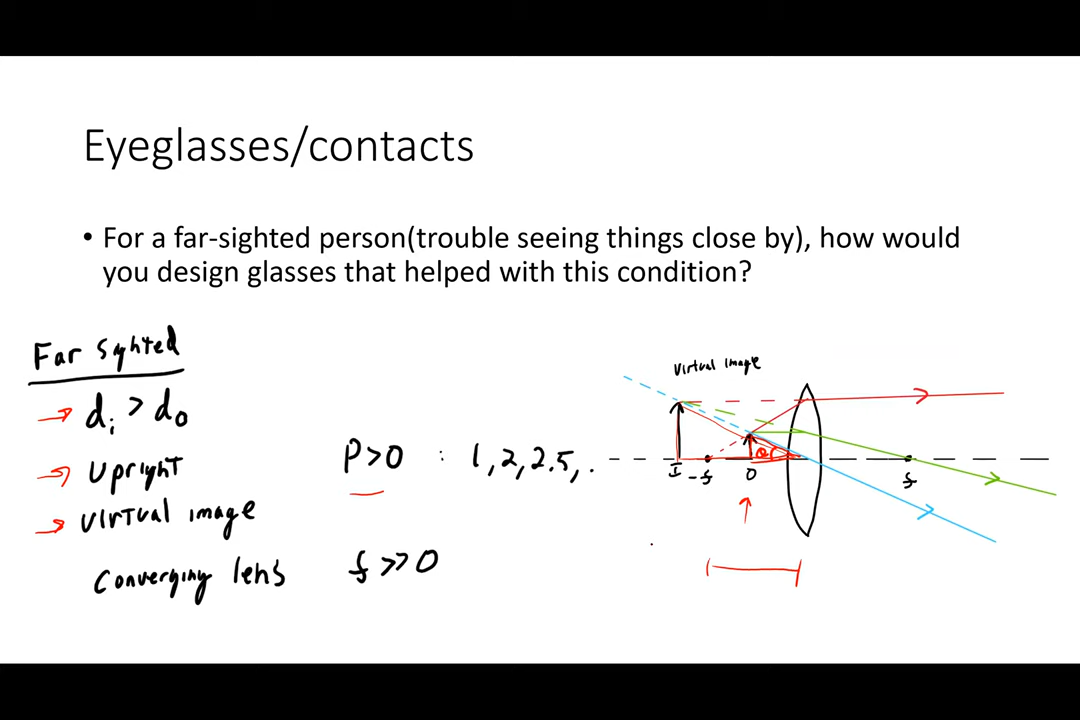 Eyeglasses/contacts
• For a far-sighted person(trouble seeing things close by), how would
you design glasses that helped with this condition?
Far Sighted
→ di > do
→ Upright
→ Virtual image
Converging lens
P>0 : 1, 2, 2.5, .
f >> 0
Virtual image
I -f O f
θ